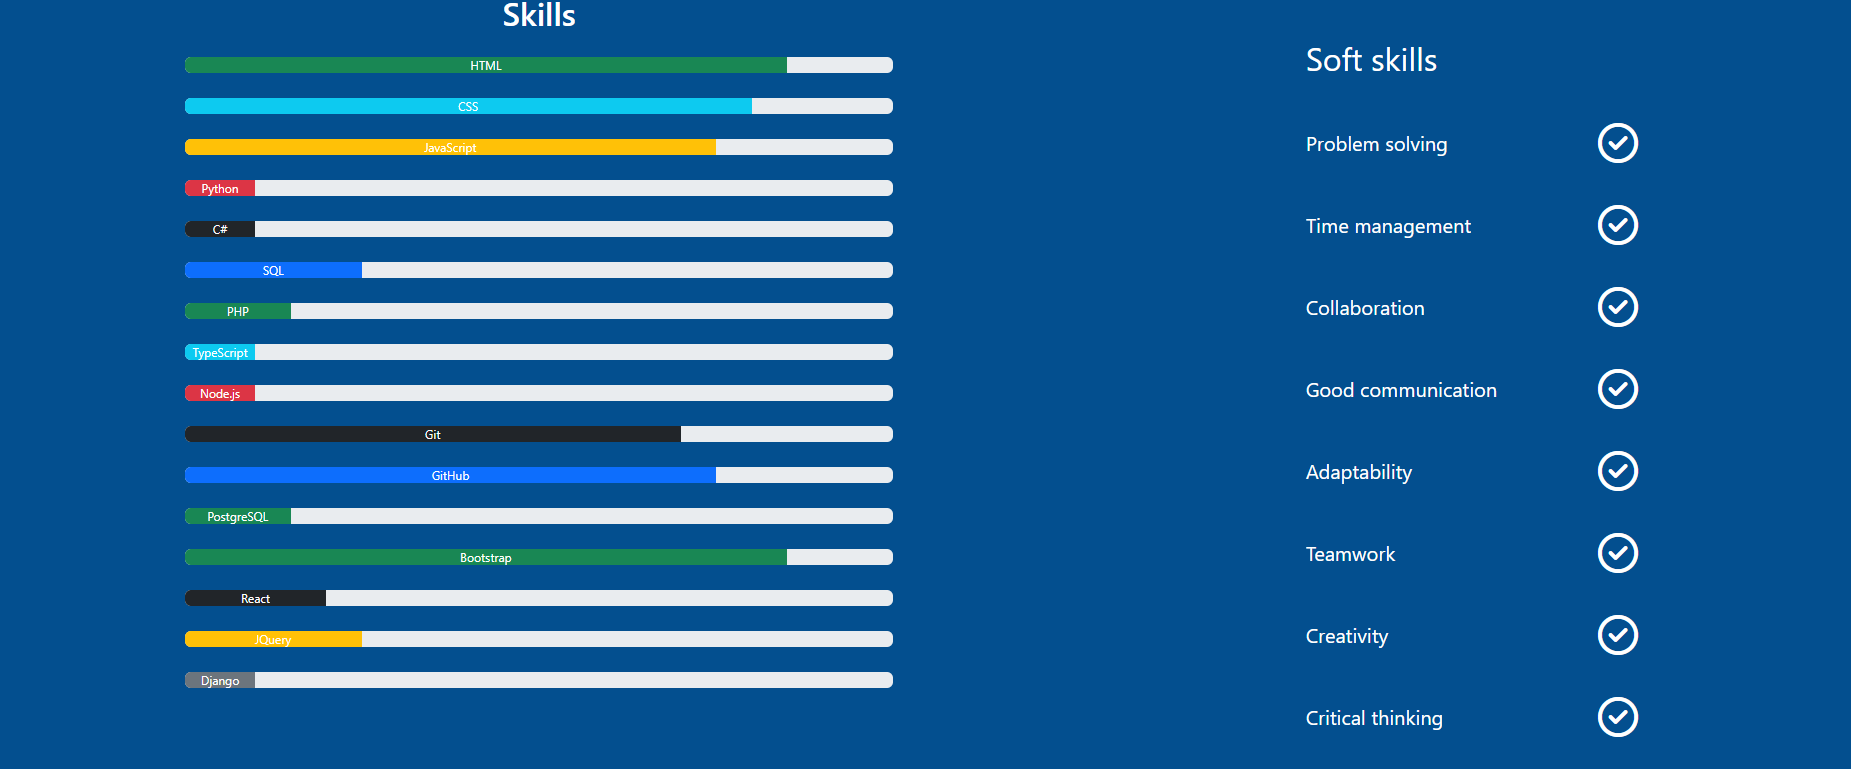 Skills
HTML
CSS
JavaScript
Python
C#
SQL
PHP
TypeScript
Node.js
Git
GitHub
PostgreSQL
Bootstrap
React
JQuery
Django
Soft skills
Problem solving
Time management
Collaboration
Good communication
Adaptability
Teamwork
Creativity
Critical thinking